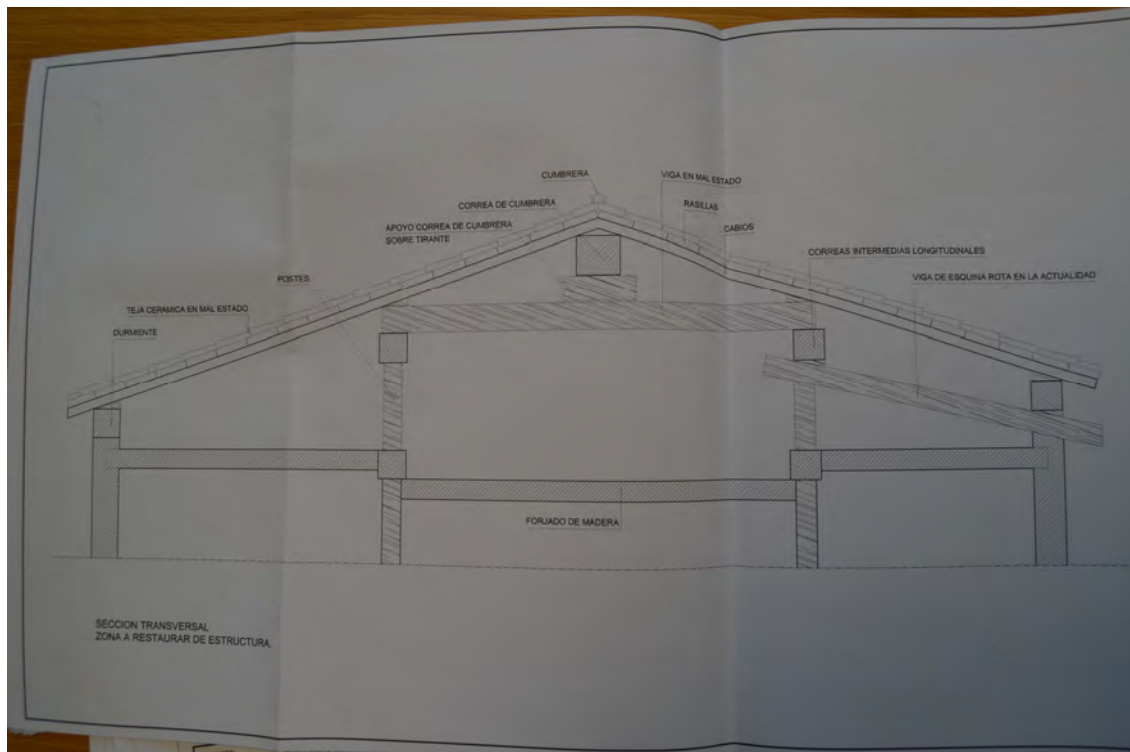 CUMBRERA
VIGA EN MAL ESTADO
CORREA DE CUMBRERA
RASILLAS
APOYO CORREA DE CUMBRERA
SOBRE TIRANTE
CABIOS
CORREAS INTERMEDIAS LONGITUDINALES
POSTES
VIGA DE ESQUINA ROTA EN LA ACTUALIDAD
TEJA CERAMICA EN MAL ESTADO
DURMIENTE
FORJADO DE MADERA
SECCION TRANSVERSAL
ZONA A RESTAURAR DE ESTRUCTURA.